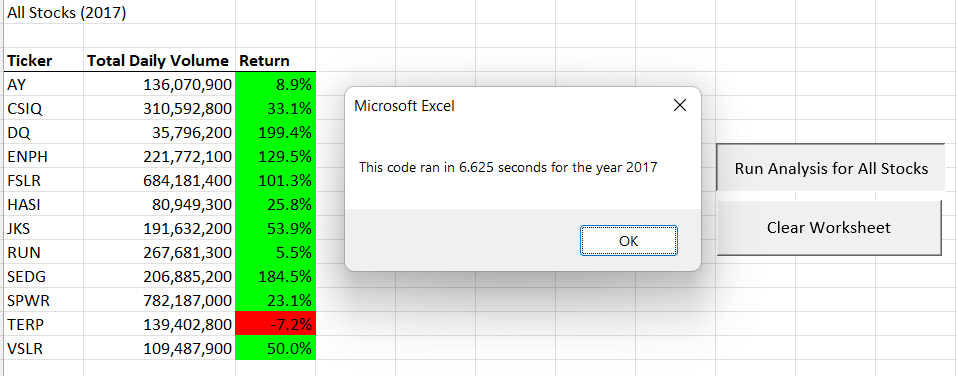 All Stocks (2017)
Ticker Total Daily Volume Return
AY 136,070,900 8.9%
CSIQ 310,592,800 33.1%
DQ 35,796,200 199.4%
ENPH 221,772,100 129.5%
FSLR 684,181,400 101.3%
HASI 80,949,300 25.8%
JKS 191,632,200 53.9%
RUN 267,681,300 5.5%
SEDG 206,885,200 184.5%
SPWR 782,187,000 23.1%
TERP 139,402,800 -7.2%
VSLR 109,487,900 50.0%
Microsoft Excel
This code ran in 6.625 seconds for the year 2017
OK
Run Analysis for All Stocks
Clear Worksheet